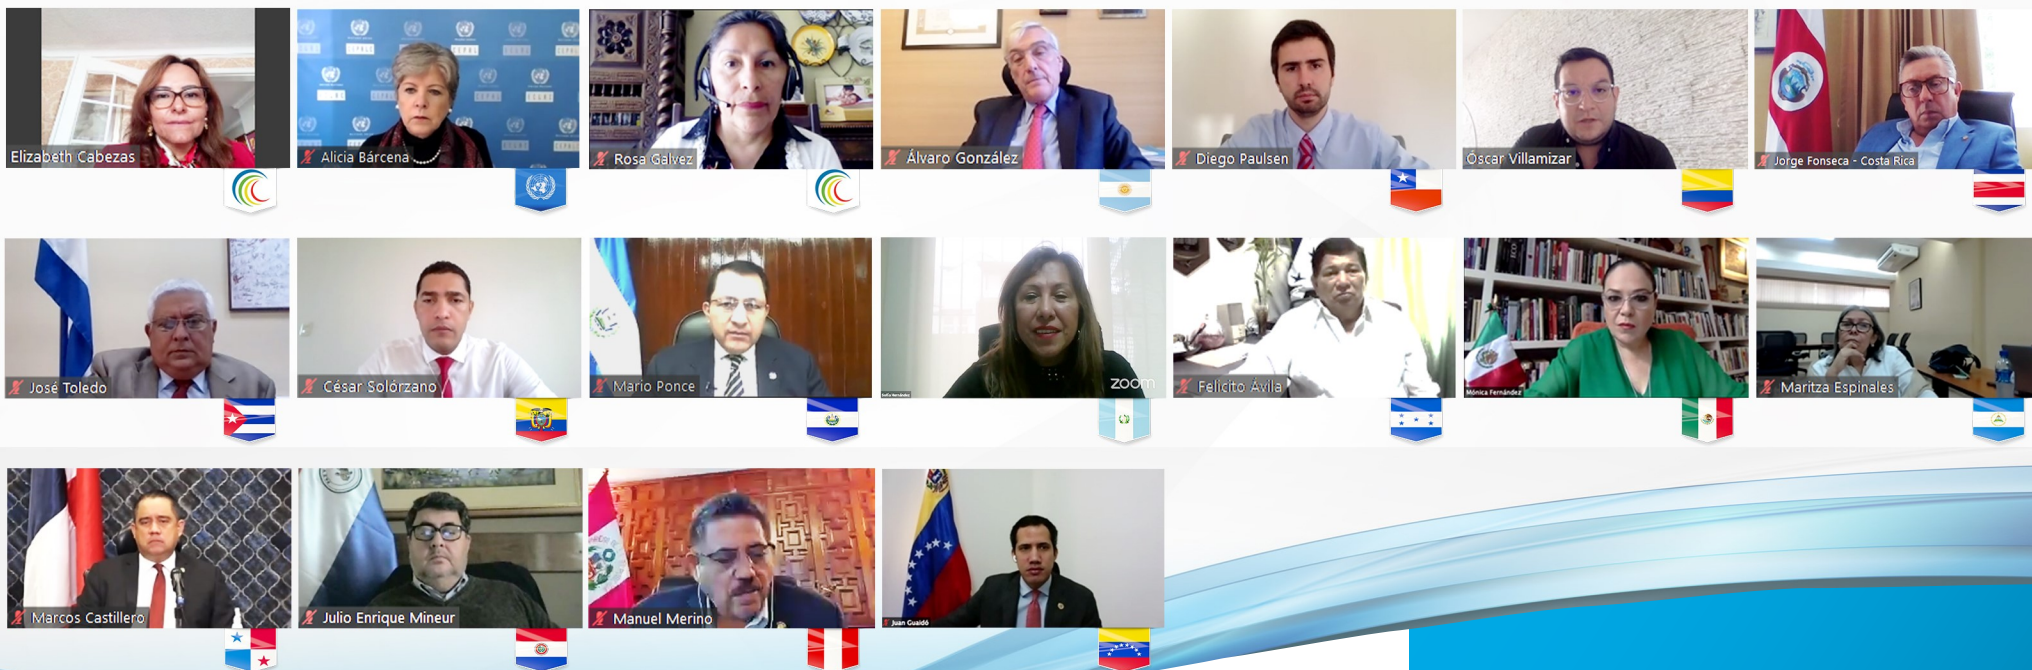 Elizabeth Cabezas
Alicia Bárcena
Rosa Galvez
Álvaro González
Diego Paulsen
Óscar Villamizar
Jorge Fonseca - Costa Rica
José Toledo
César Solórzano
Mario Ponce
zoom
Felicito Ávila
Mónica Fernández
Maritza Espinales
Marcos Castillero
Julio Enrique Mineur
Manuel Merino
Juan Guaidó